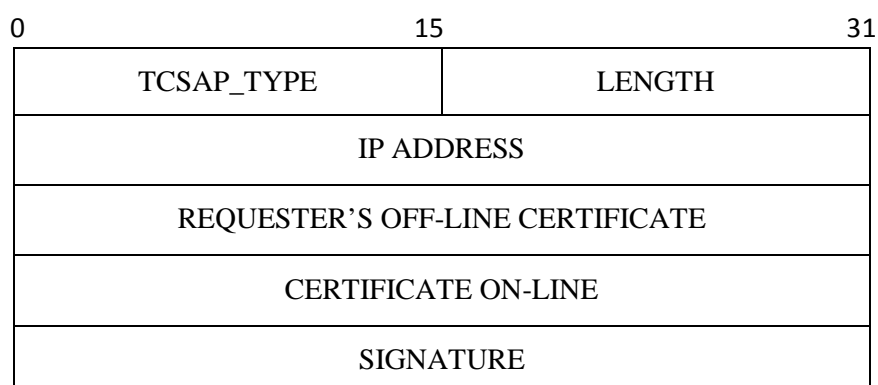 0 15 31
TCSAP_TYPE LENGTH
IP ADDRESS
REQUESTER’S OFF-LINE CERTIFICATE
CERTIFICATE ON-LINE
SIGNATURE